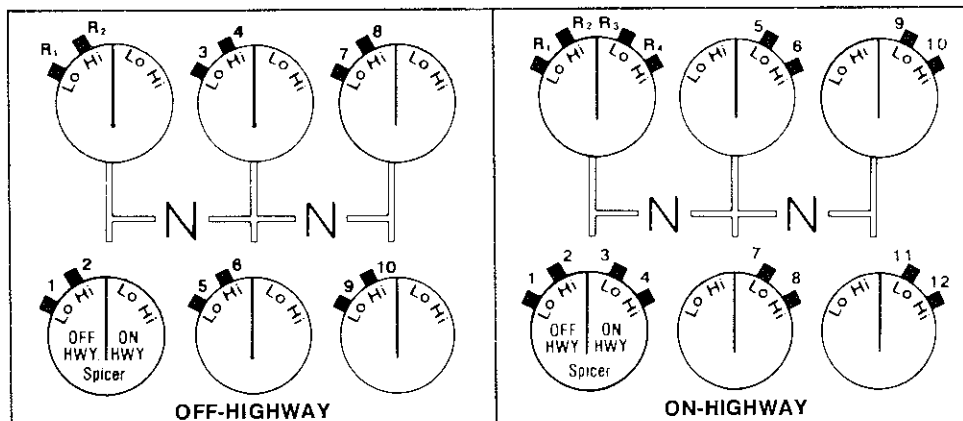 R₁ R₂
Lo Hi Lo Hi
3 4
Lo Hi Lo Hi
7 8
Lo Hi Lo Hi
N N
1 2
Lo Hi Lo Hi
OFF ON
HWY. HWY
Spicer
5 6
Lo Hi Lo Hi
9 10
Lo Hi Lo Hi
OFF-HIGHWAY
R₁ R₂ R₃ R₄
Lo Hi Lo Hi
5 6
Lo Hi Lo Hi
9 10
Lo Hi Lo Hi
N N
1 2 3 4
Lo Hi Lo Hi
OFF ON
HWY HWY
Spicer
7 8
Lo Hi Lo Hi
11 12
Lo Hi Lo Hi
ON-HIGHWAY